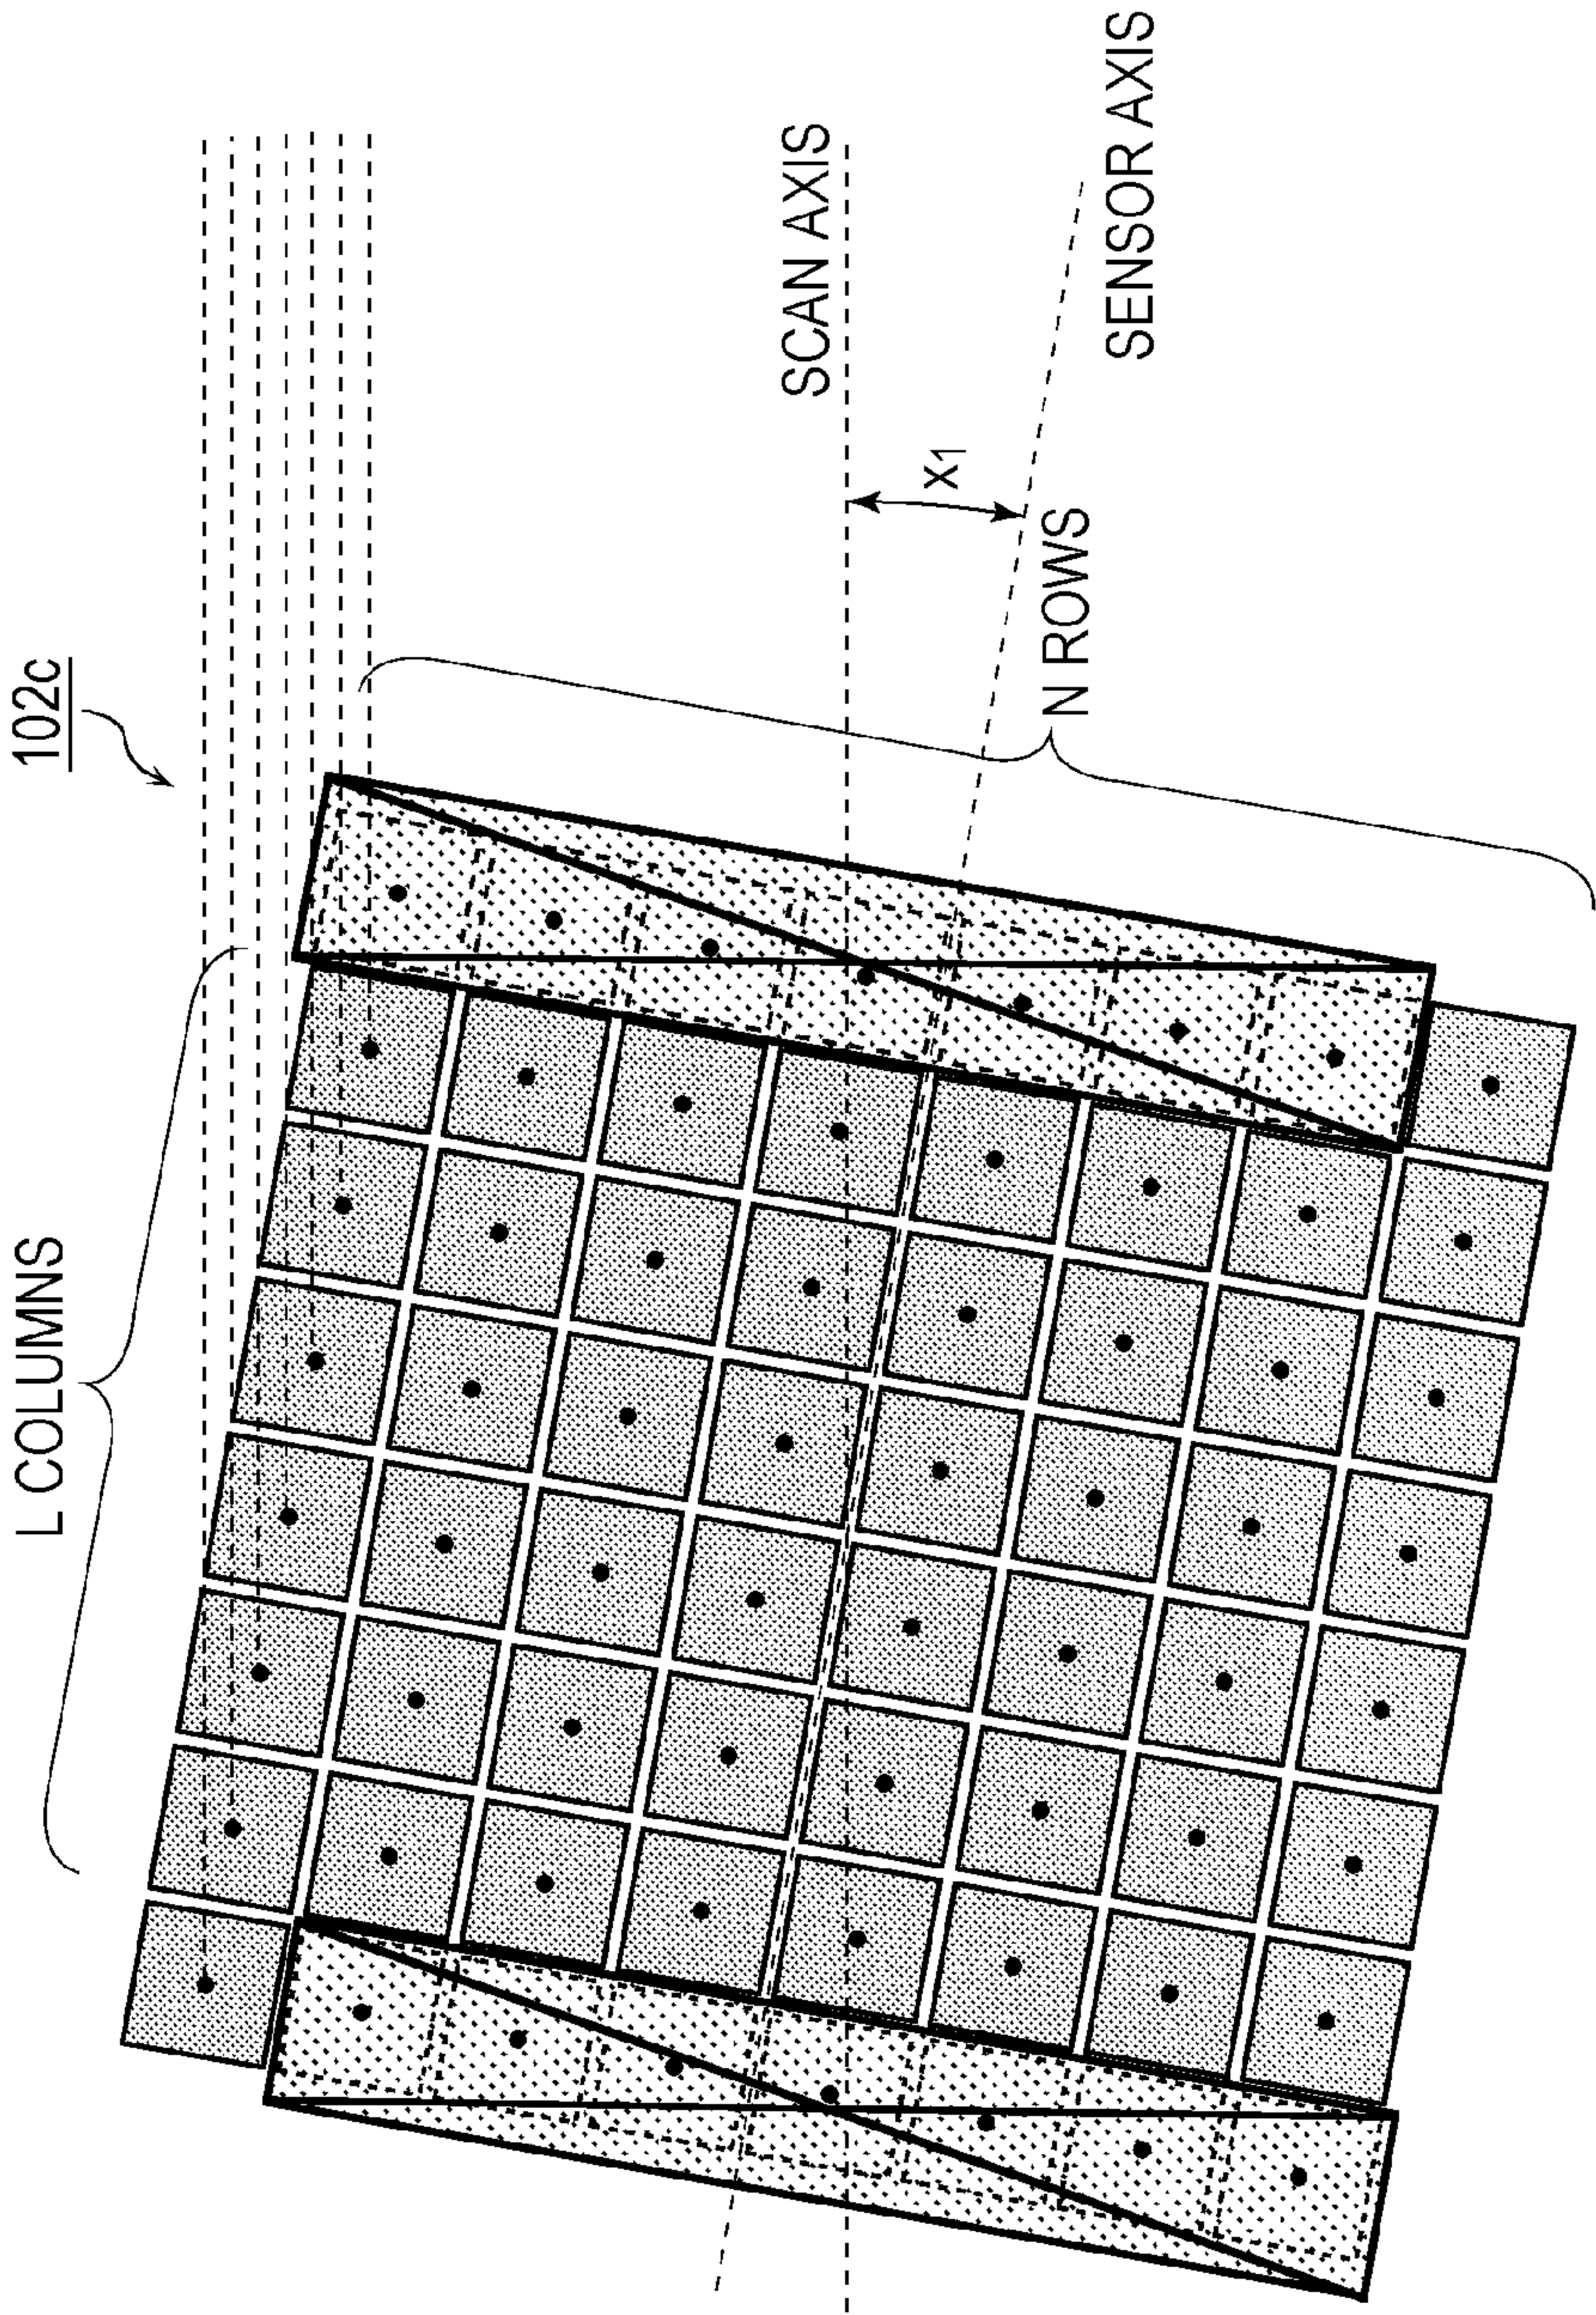 102c
L COLUMNS
SCAN AXIS
SENSOR AXIS
x1
N ROWS